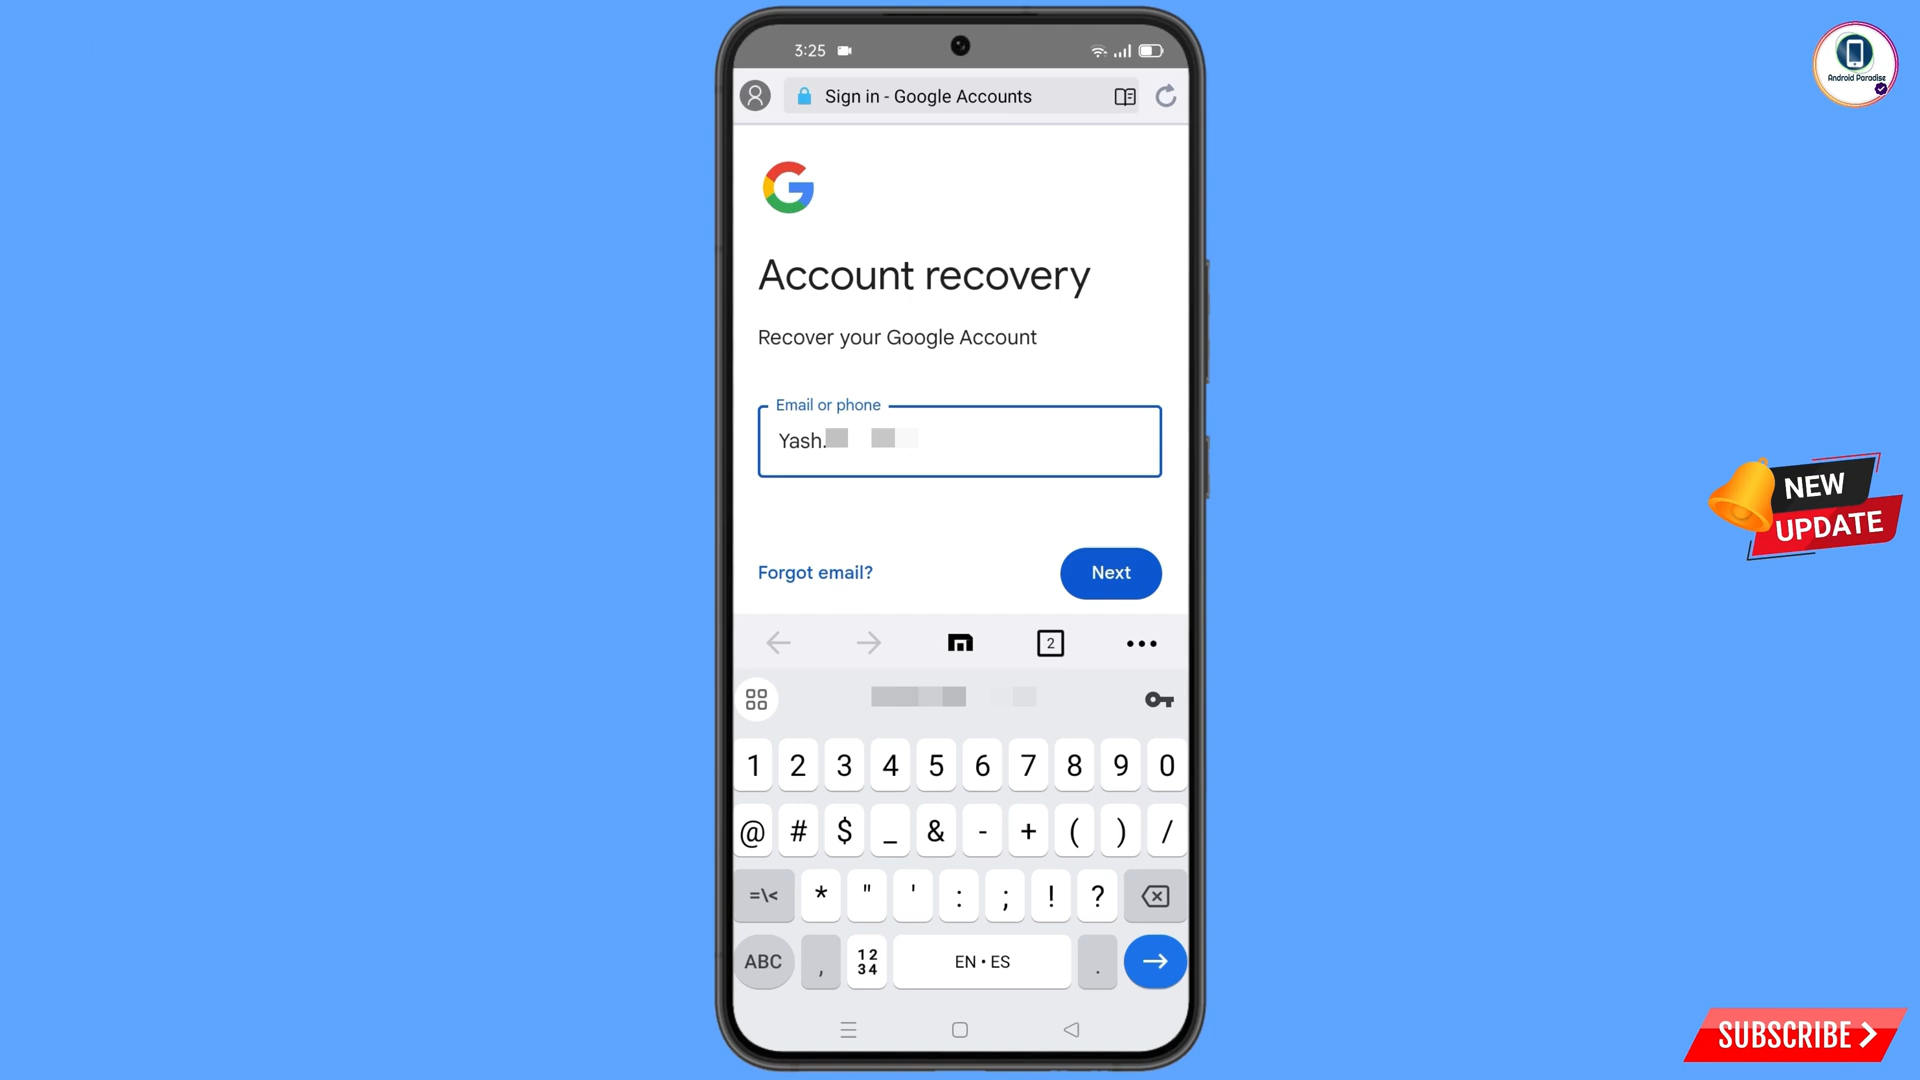 3:25
Android Paradise
Sign in - Google Accounts
Account recovery
Recover your Google Account
Email or phone
Yash.
NEW
UPDATE
Forgot email?
Next
2
1 2 3 4 5 6 7 8 9 0
@ # $ _ & - + ( ) /
=\< * " ' : ; ! ?
ABC , 12 34 EN • ES .
SUBSCRIBE